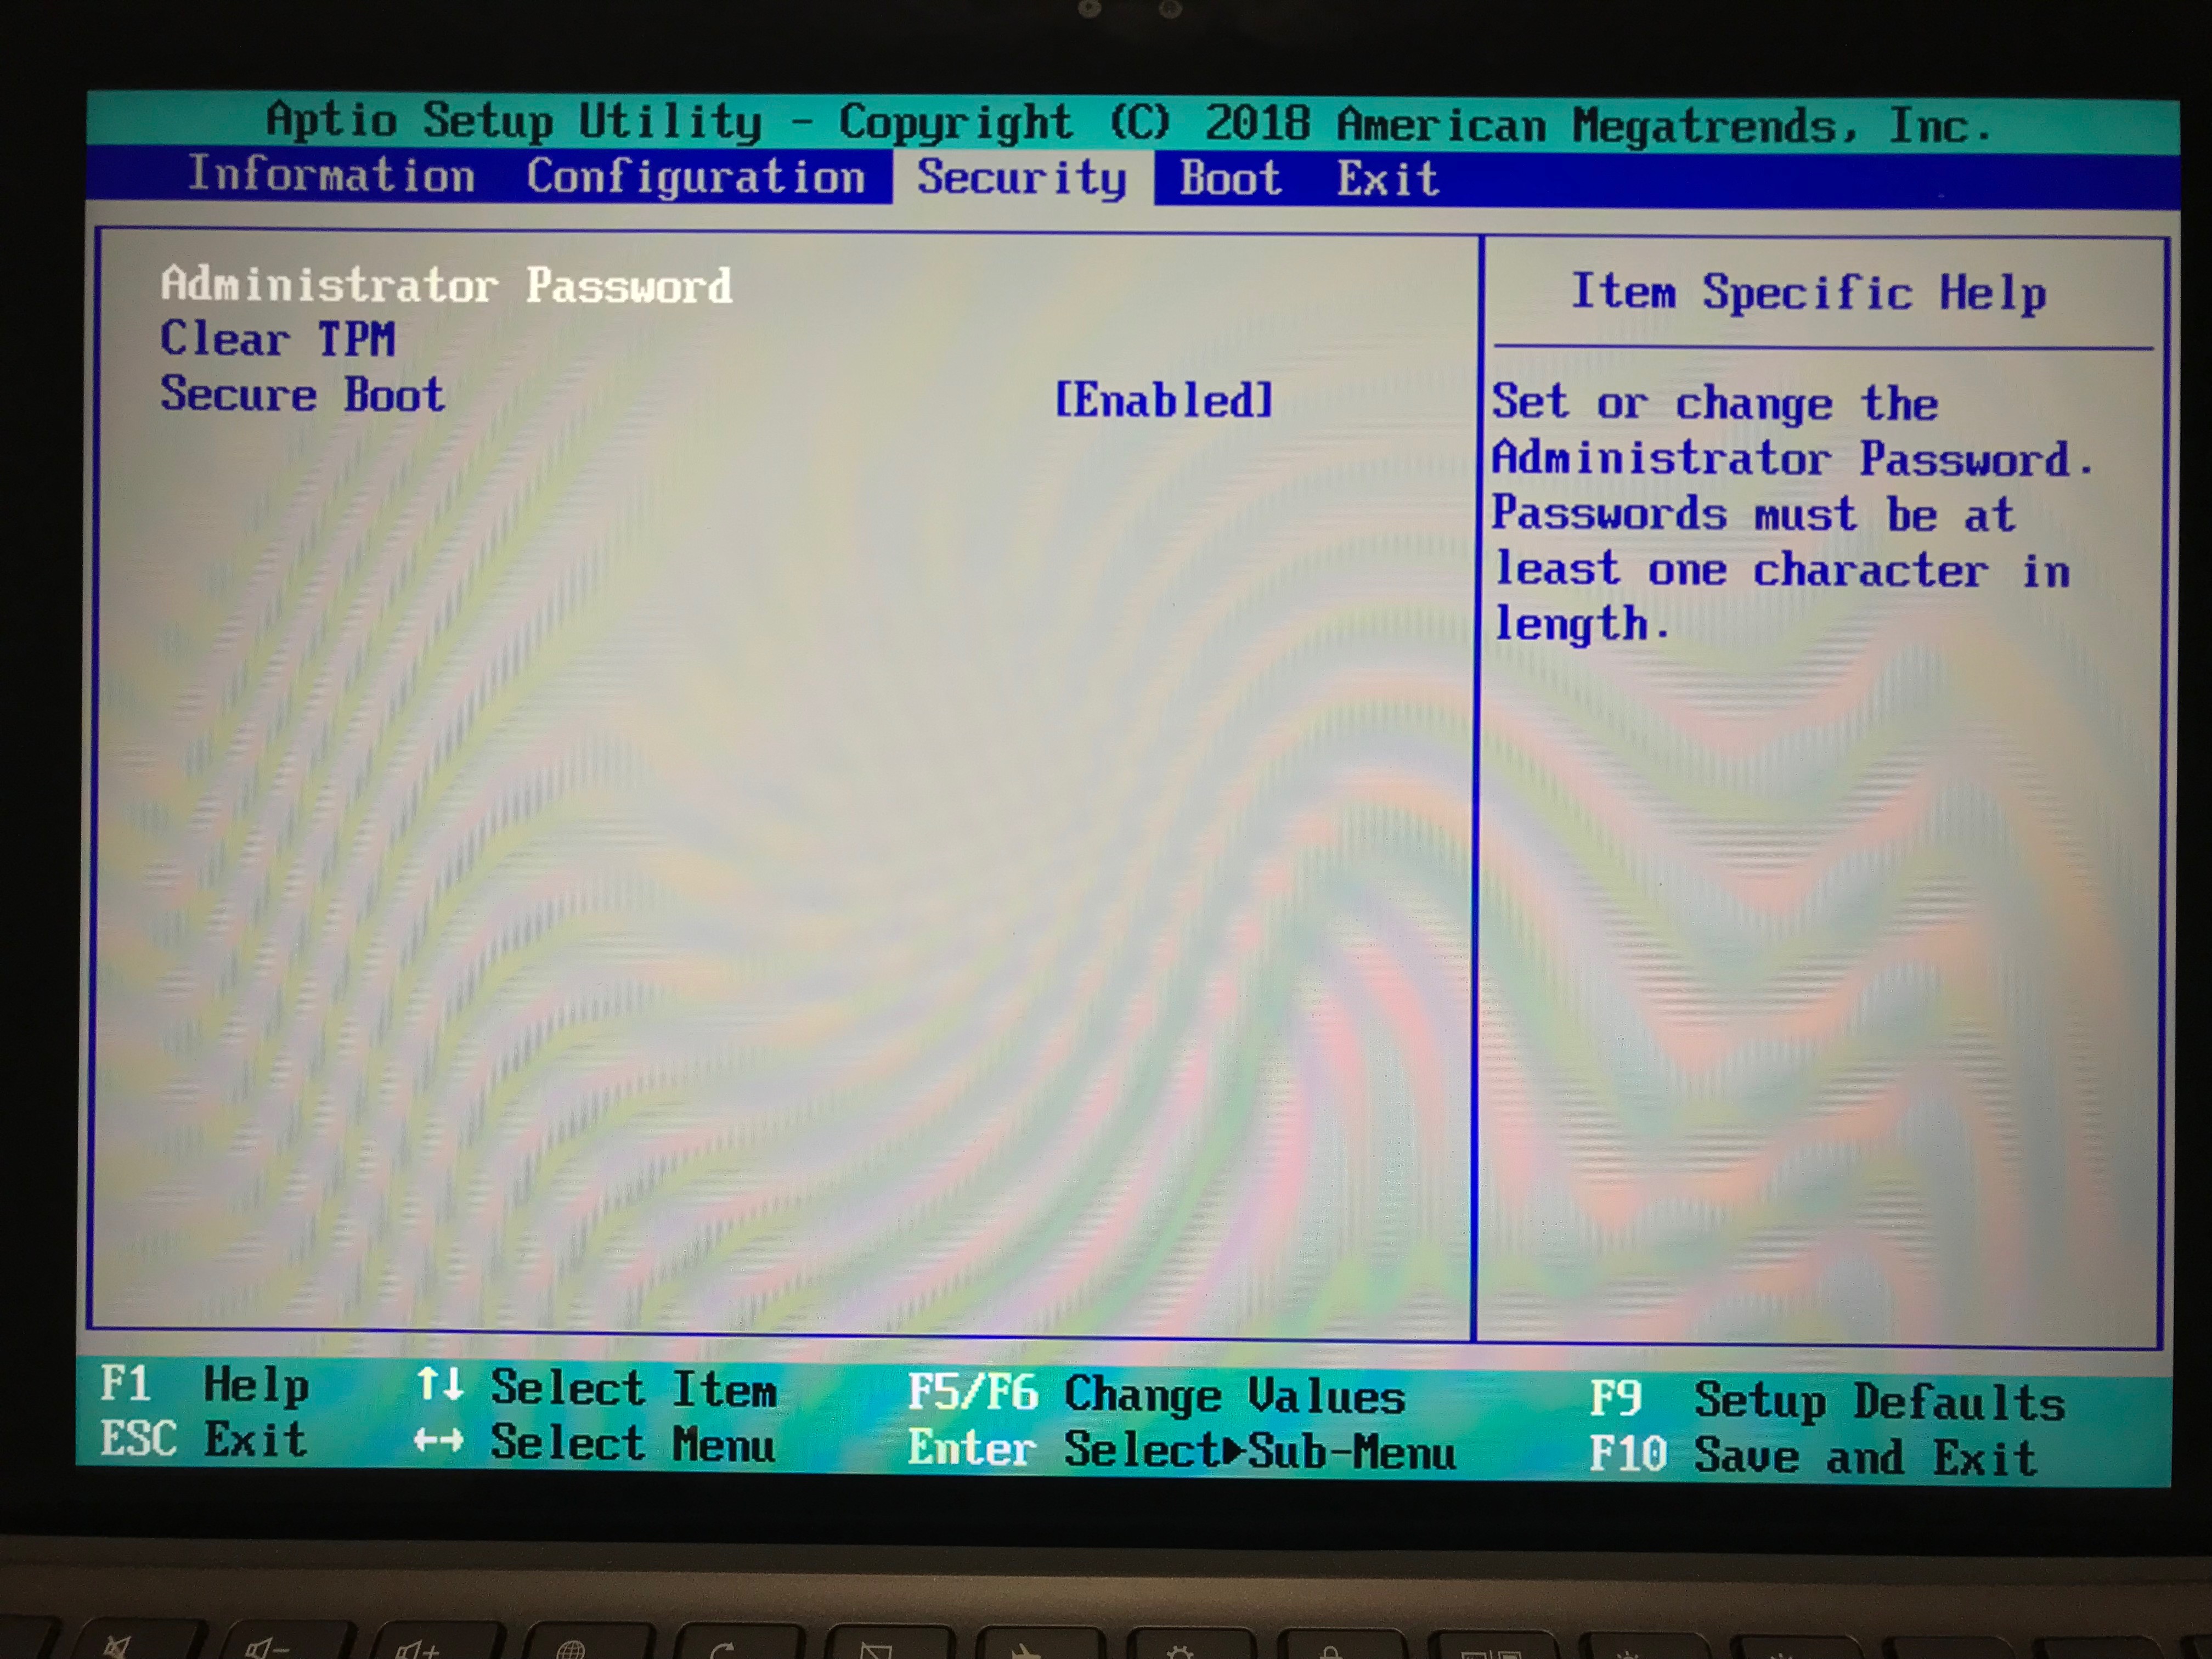 Aptio Setup Utility - Copyright (C) 2018 American Megatrends, Inc.
Information Configuration Security Boot Exit
Administrator Password
Clear TPM
Secure Boot [Enabled]
Item Specific Help
Set or change the
Administrator Password.
Passwords must be at
least one character in
length.
F1 Help ↑↓ Select Item F5/F6 Change Values F9 Setup Defaults
ESC Exit ←→ Select Menu Enter Select▶Sub-Menu F10 Save and Exit